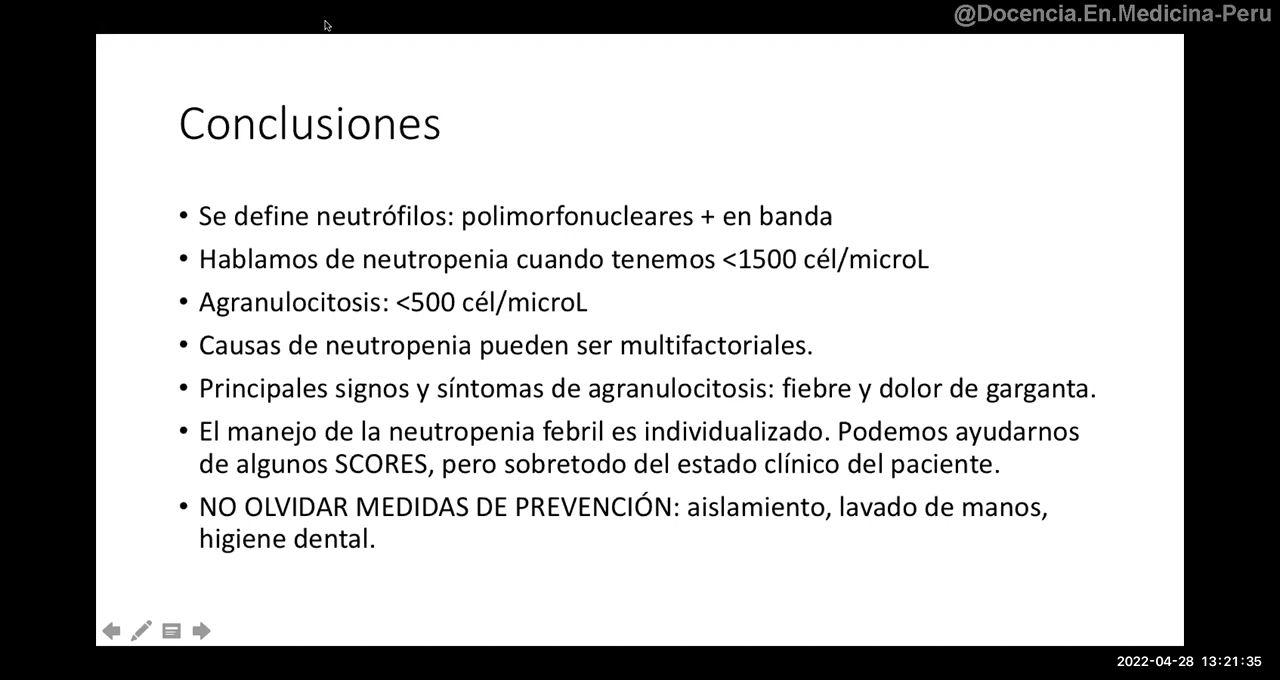 @Docencia.En.Medicina-Peru
Conclusiones
• Se define neutrófilos: polimorfonucleares + en banda
• Hablamos de neutropenia cuando tenemos <1500 cél/microL
• Agranulocitosis: <500 cél/microL
• Causas de neutropenia pueden ser multifactoriales.
• Principales signos y síntomas de agranulocitosis: fiebre y dolor de garganta.
• El manejo de la neutropenia febril es individualizado. Podemos ayudarnos
de algunos SCORES, pero sobretodo del estado clínico del paciente.
• NO OLVIDAR MEDIDAS DE PREVENCIÓN: aislamiento, lavado de manos,
higiene dental.
2022-04-28 13:21:35